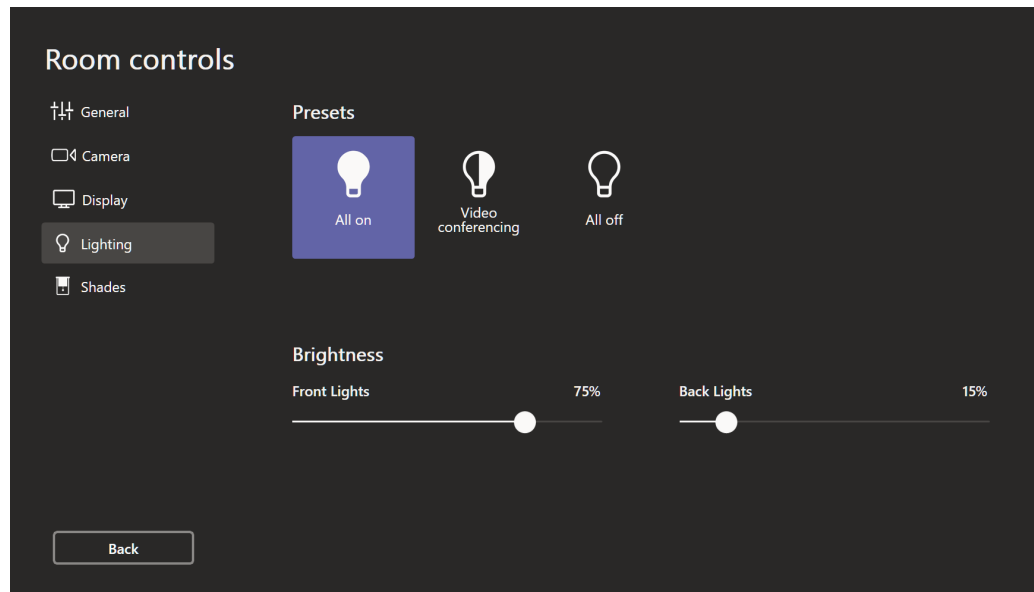 Room controls
General
Camera
Display
Lighting
Shades
Back
Presets
All on
Video
conferencing
All off
Brightness
Front Lights 75%
Back Lights 15%